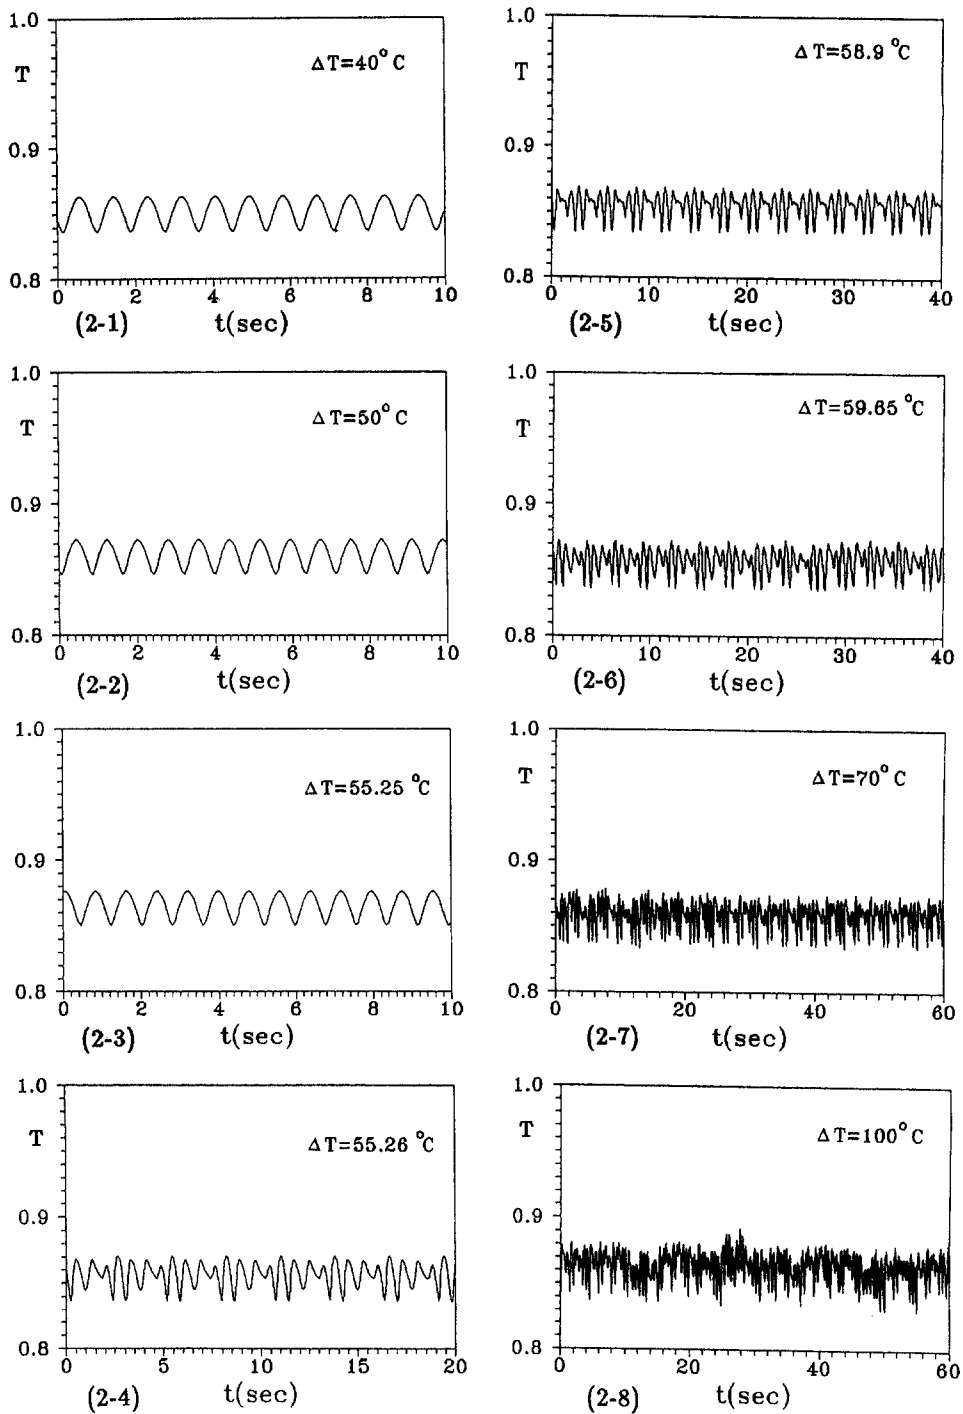 1.0
T
ΔT=40°C
0.9
0.8
0 2 4 6 8 10
(2-1) t(sec)
1.0
T
ΔT=58.9 °C
0.9
0.8
0 10 20 30 40
(2-5) t(sec)
1.0
T
ΔT=50°C
0.9
0.8
0 2 4 6 8 10
(2-2) t(sec)
1.0
T
ΔT=59.65 °C
0.9
0.8
0 10 20 30 40
(2-6) t(sec)
1.0
ΔT=55.25 °C
0.9
0.8
0 2 4 6 8 10
(2-3) t(sec)
1.0
T
ΔT=70°C
0.9
0.8
0 20 40 60
(2-7) t(sec)
1.0
T
ΔT=55.26 °C
0.9
0.8
0 5 10 15 20
(2-4) t(sec)
1.0
T
ΔT=100°C
0.9
0.8
0 20 40 60
(2-8) t(sec)